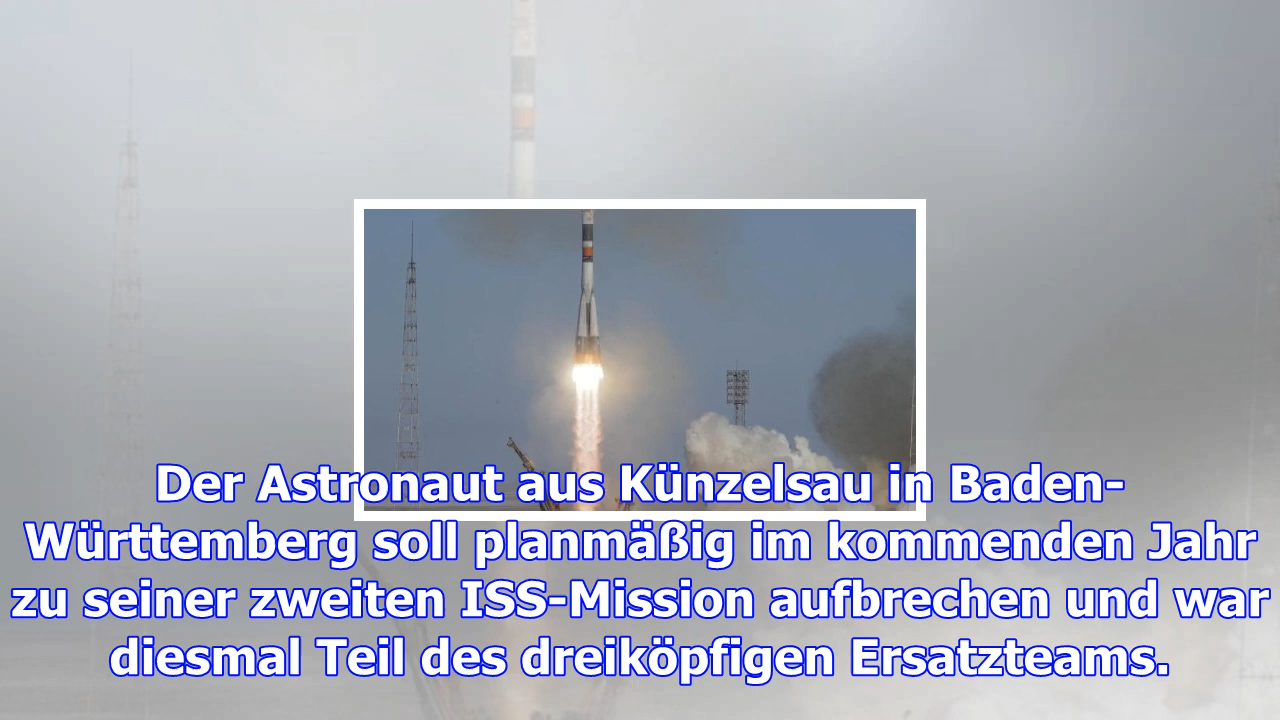 Der Astronaut aus Künzelsau in Baden-
Württemberg soll planmäßig im kommenden Jahr
zu seiner zweiten ISS-Mission aufbrechen und war
diesmal Teil des dreiköpfigen Ersatzteams.